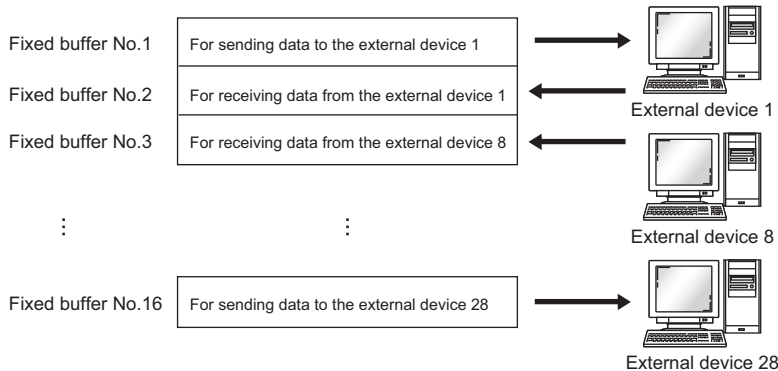 Fixed buffer No.1 For sending data to the external device 1
Fixed buffer No.2 For receiving data from the external device 1
External device 1
Fixed buffer No.3 For receiving data from the external device 8
⋮ ⋮
External device 8
Fixed buffer No.16 For sending data to the external device 28
External device 28